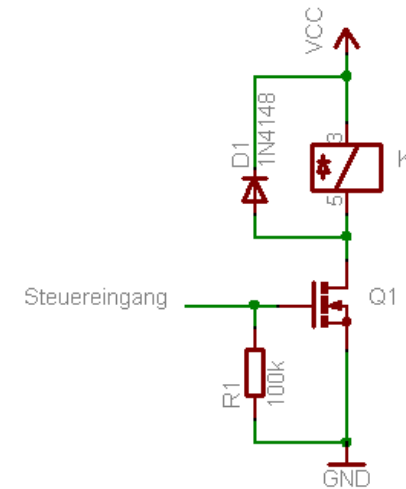 VCC
D1
1N4148
3
K
5
Steuereingang
Q1
R1
100k
GND